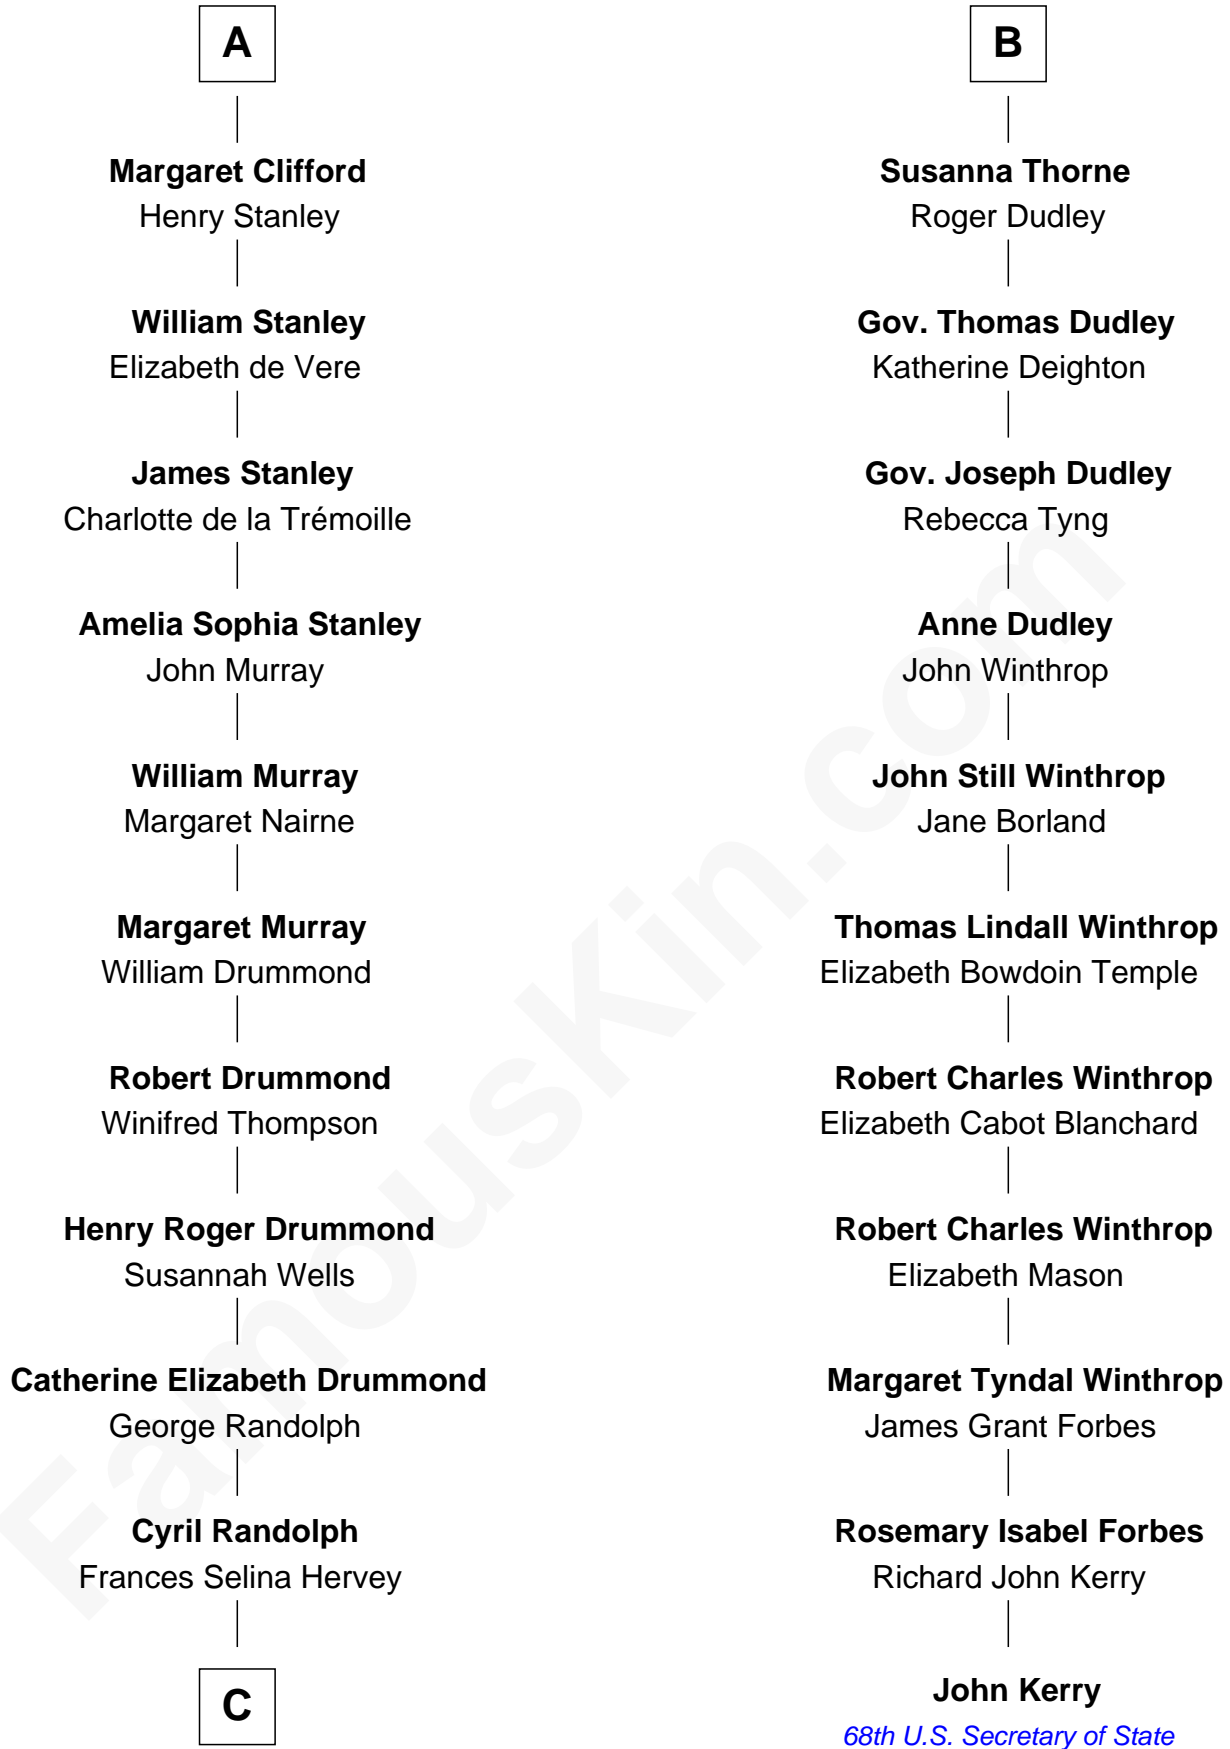 A
Margaret Clifford
Henry Stanley
William Stanley
Elizabeth de Vere
James Stanley
Charlotte de la Trémoille
Amelia Sophia Stanley
John Murray
William Murray
Margaret Nairne
Margaret Murray
William Drummond
Robert Drummond
Winifred Thompson
Henry Roger Drummond
Susannah Wells
Catherine Elizabeth Drummond
George Randolph
Cyril Randolph
Frances Selina Hervey
C
B
Susanna Thorne
Roger Dudley
Gov. Thomas Dudley
Katherine Deighton
Gov. Joseph Dudley
Rebecca Tyng
Anne Dudley
John Winthrop
John Still Winthrop
Jane Borland
Thomas Lindall Winthrop
Elizabeth Bowdoin Temple
Robert Charles Winthrop
Elizabeth Cabot Blanchard
Robert Charles Winthrop
Elizabeth Mason
Margaret Tyndal Winthrop
James Grant Forbes
Rosemary Isabel Forbes
Richard John Kerry
John Kerry
68th U.S. Secretary of State
FamousKin.com